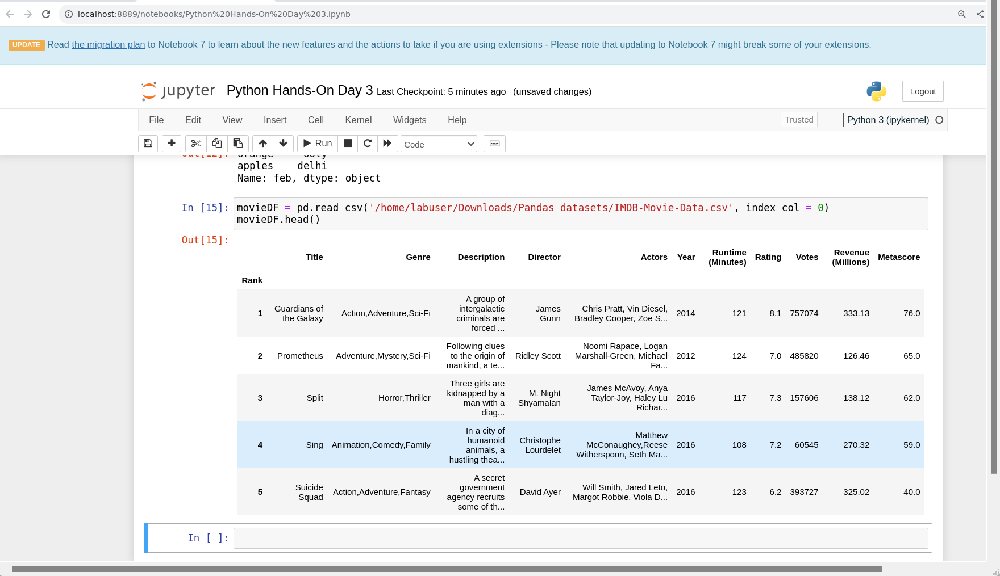 localhost:8889/notebooks/Python%20Hands-On%20Day%203.ipynb
UPDATE Read the migration plan to Notebook 7 to learn about the new features and the actions to take if you are using extensions - Please note that updating to Notebook 7 might break some of your extensions.
jupyter Python Hands-On Day 3 Last Checkpoint: 5 minutes ago (unsaved changes) Logout
File Edit View Insert Cell Kernel Widgets Help Trusted Python 3 (ipykernel)
Run Code
Out[12]: orange ooty
apples delhi
Name: feb, dtype: object
In [15]: movieDF = pd.read_csv('/home/labuser/Downloads/Pandas_datasets/IMDB-Movie-Data.csv', index_col = 0)
movieDF.head()
Out[15]:
Title Genre Description Director Actors Year Runtime (Minutes) Rating Votes Revenue (Millions) Metascore
Rank
1 Guardians of the Galaxy Action,Adventure,Sci-Fi A group of intergalactic criminals are forced ... James Gunn Chris Pratt, Vin Diesel, Bradley Cooper, Zoe S... 2014 121 8.1 757074 333.13 76.0
2 Prometheus Adventure,Mystery,Sci-Fi Following clues to the origin of mankind, a te... Ridley Scott Noomi Rapace, Logan Marshall-Green, Michael Fa... 2012 124 7.0 485820 126.46 65.0
3 Split Horror,Thriller Three girls are kidnapped by a man with a diag... M. Night Shyamalan James McAvoy, Anya Taylor-Joy, Haley Lu Richar... 2016 117 7.3 157606 138.12 62.0
4 Sing Animation,Comedy,Family In a city of humanoid animals, a hustling thea... Christophe Lourdelet Matthew McConaughey,Reese Witherspoon, Seth Ma... 2016 108 7.2 60545 270.32 59.0
5 Suicide Squad Action,Adventure,Fantasy A secret government agency recruits some of th... David Ayer Will Smith, Jared Leto, Margot Robbie, Viola D... 2016 123 6.2 393727 325.02 40.0
In [ ]: